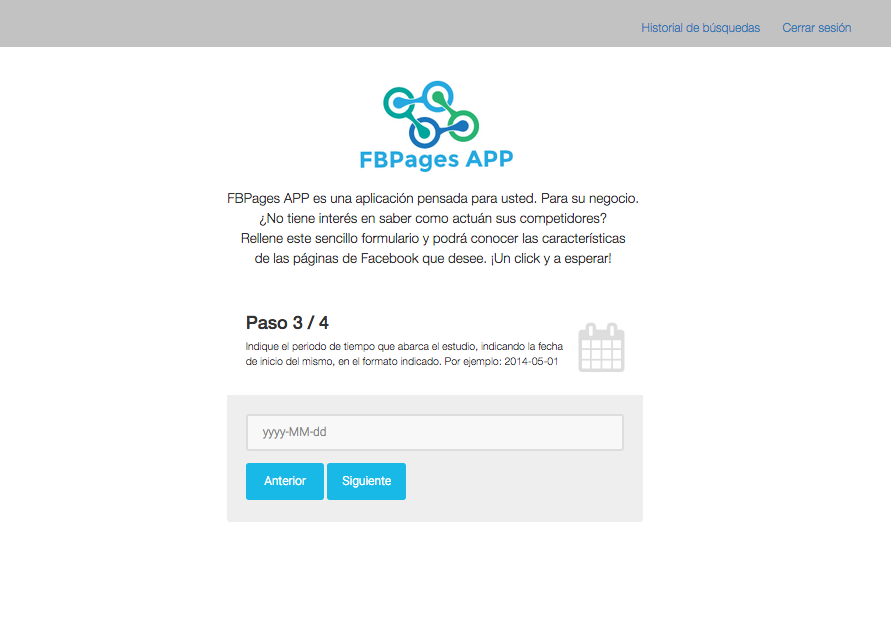 Historial de búsquedas Cerrar sesión
FBPages APP
FBPages APP es una aplicación pensada para usted. Para su negocio.
¿No tiene interés en saber como actuán sus competidores?
Rellene este sencillo formulario y podrá conocer las características
de las páginas de Facebook que desee. ¡Un click y a esperar!
Paso 3 / 4
Indique el periodo de tiempo que abarca el estudio, indicando la fecha
de inicio del mismo, en el formato indicado. Por ejemplo: 2014-05-01
yyyy-MM-dd
Anterior Siguiente